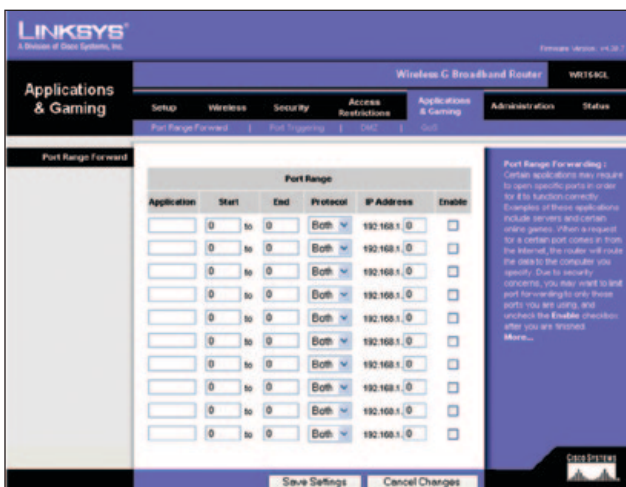 LINKSYS®
A Division of Cisco Systems, Inc.
Firmware Version:
Applications & Gaming
Wireless-G Broadband Router
WRT54GL
Setup
Wireless
Security
Access Restrictions
Applications & Gaming
Administration
Status
Port Range Forward | Port Triggering | DMZ | QoS
Port Range Forward
Port Range
Application Start End Protocol IP Address Enable
0 to 0 Both 192.168.1. 0
0 to 0 Both 192.168.1. 0
0 to 0 Both 192.168.1. 0
0 to 0 Both 192.168.1. 0
0 to 0 Both 192.168.1. 0
0 to 0 Both 192.168.1. 0
0 to 0 Both 192.168.1. 0
0 to 0 Both 192.168.1. 0
0 to 0 Both 192.168.1. 0
0 to 0 Both 192.168.1. 0
Port Range Forwarding :
Certain applications may require
to open specific ports in order
for it to function correctly.
Examples of these applications
include servers and certain
online games. When a request
for a certain port comes in from
the Internet, the router will route
the data to the computer you
specify. Due to security
concerns, you may want to limit
port forwarding to only those
ports you are using, and
uncheck the Enable checkbox
after you are finished.
More...
Save Settings
Cancel Changes
CISCO SYSTEMS